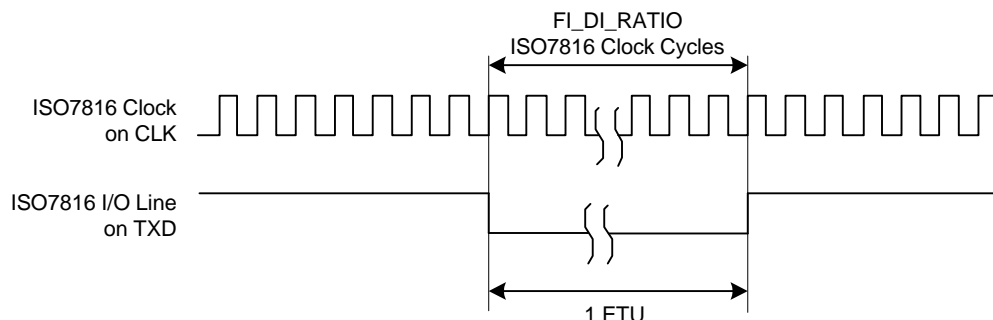 FI_DI_RATIO
ISO7816 Clock Cycles
ISO7816 Clock
on CLK
ISO7816 I/O Line
on TXD
1 ETU